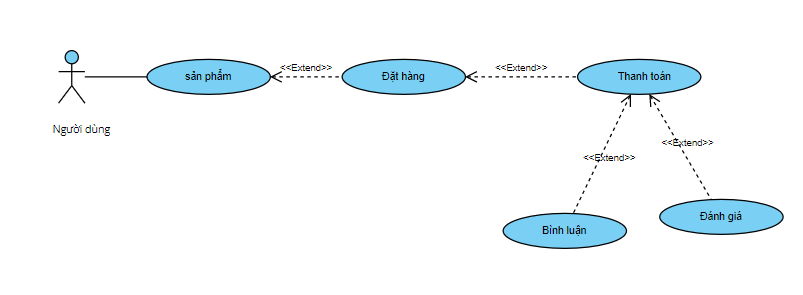 sản phẩm
<<Extend>>
Đặt hàng
<<Extend>>
Thanh toán
Người dùng
<<Extend>>
<<Extend>>
Bình luận
Đánh giá